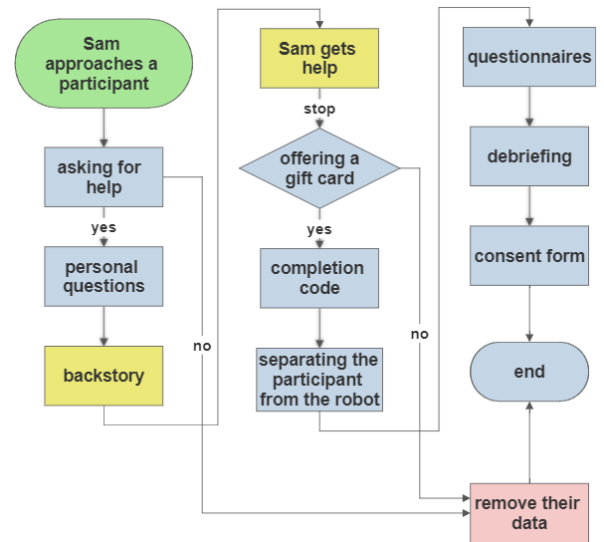 Sam
approaches a
participant
asking for
help
yes
personal
questions
no
backstory
Sam gets
help
stop
offering a
gift card
yes
completion
code
no
separating the
participant
from the robot
questionnaires
debriefing
consent form
end
remove their
data